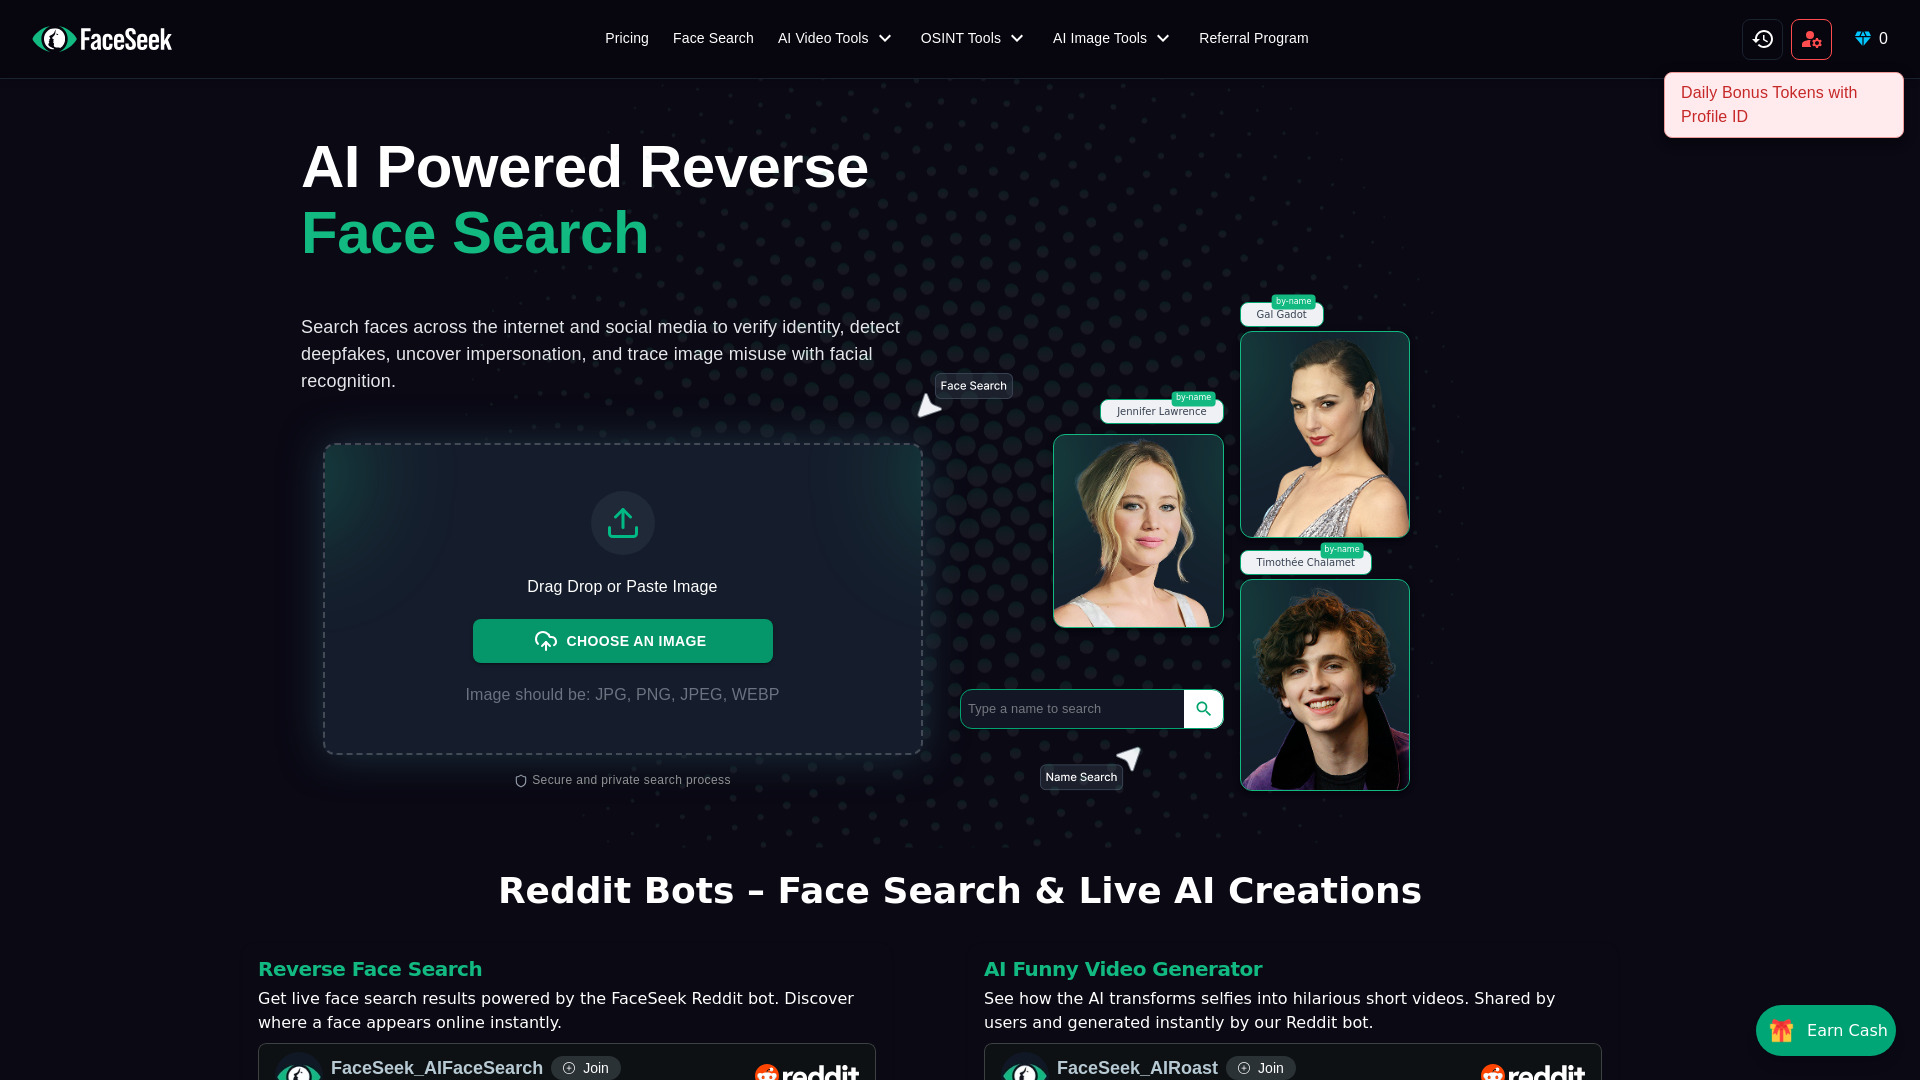 FaceSeek
Pricing
Face Search
AI Video Tools
OSINT Tools
AI Image Tools
Referral Program
0
Daily Bonus Tokens with
Profile ID
AI Powered Reverse
Face Search
Search faces across the internet and social media to verify identity, detect
deepfakes, uncover impersonation, and trace image misuse with facial
recognition.
Face Search
Drag Drop or Paste Image
CHOOSE AN IMAGE
Image should be: JPG, PNG, JPEG, WEBP
Secure and private search process
by-name
Gal Gadot
by-name
Jennifer Lawrence
by-name
Timothée Chalamet
Type a name to search
Name Search
Reddit Bots – Face Search & Live AI Creations
Reverse Face Search
Get live face search results powered by the FaceSeek Reddit bot. Discover
where a face appears online instantly.
FaceSeek_AIFaceSearch
Join
reddit
AI Funny Video Generator
See how the AI transforms selfies into hilarious short videos. Shared by
users and generated instantly by our Reddit bot.
FaceSeek_AIRoast
Join
reddit
Earn Cash